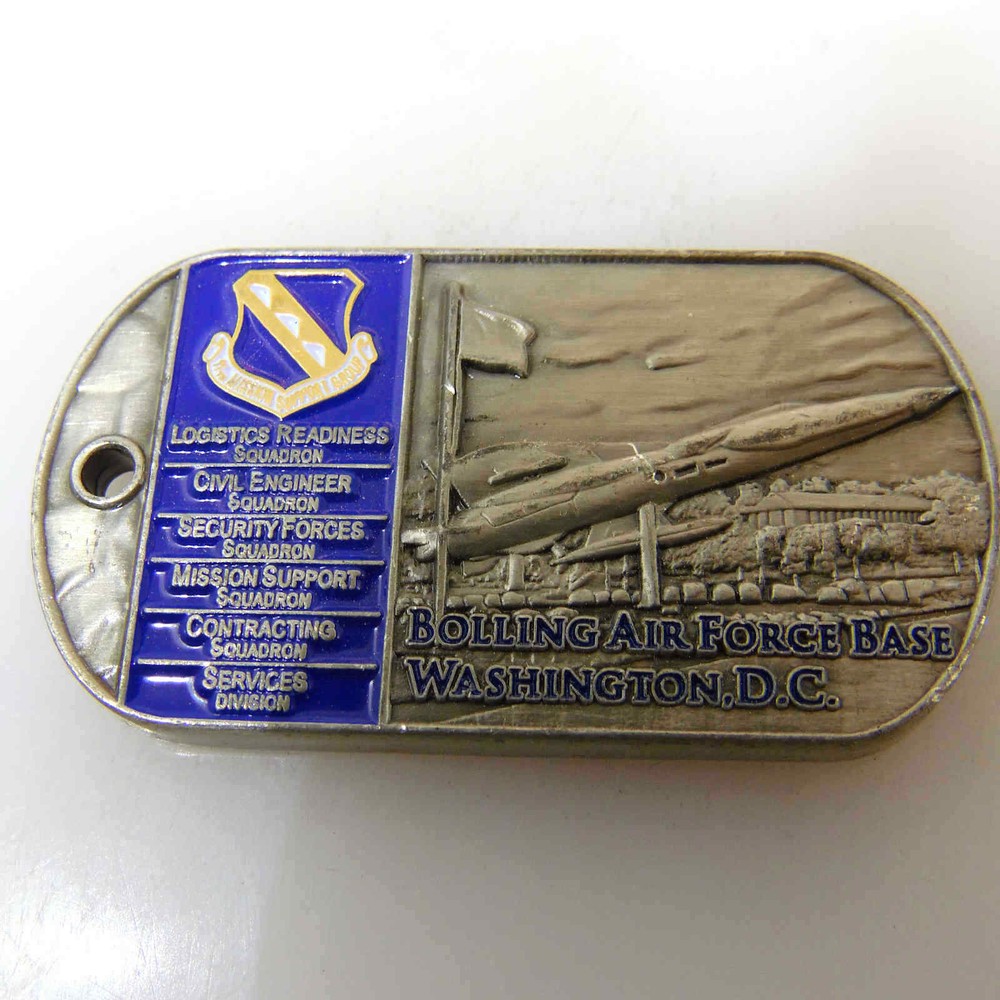 MISSION SUPPORT GROUP
LOGISTICS READINESS
SQUADRON
CIVIL ENGINEER
SQUADRON
SECURITY FORCES
SQUADRON
MISSION SUPPORT
SQUADRON
CONTRACTING
SQUADRON
SERVICES
DIVISION
BOLLING AIR FORCE BASE
WASHINGTON, D.C.